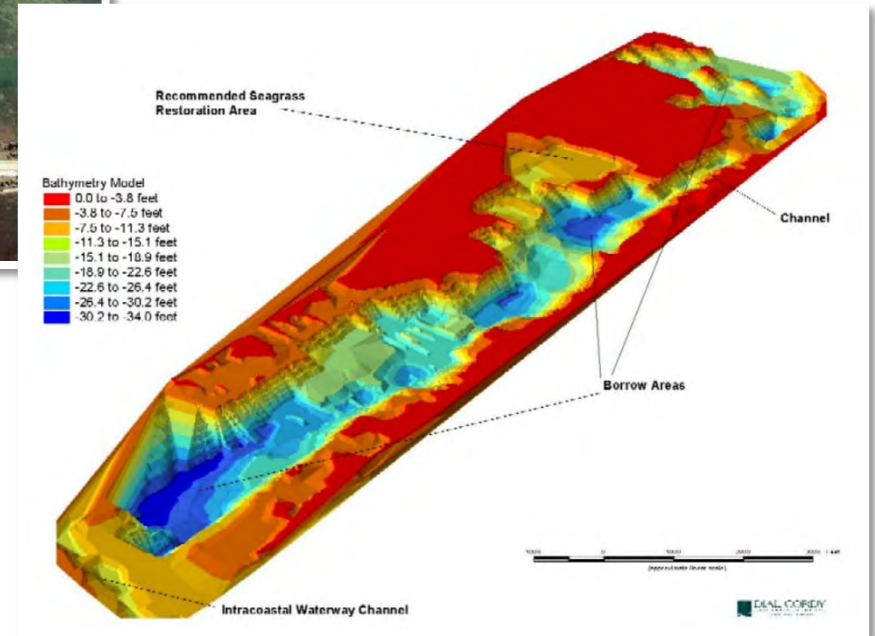 Recommended Seagrass
Restoration Area
Bathymetry Model
0.0 to -3.8 feet
-3.8 to -7.5 feet
-7.5 to -11.3 feet
-11.3 to -15.1 feet
-15.1 to -18.9 feet
-18.9 to -22.6 feet
-22.6 to -26.4 feet
-26.4 to -30.2 feet
-30.2 to -34.0 feet
Channel
Borrow Areas
(approximate linear scale)
Intracoastal Waterway Channel
DIAL CORDY